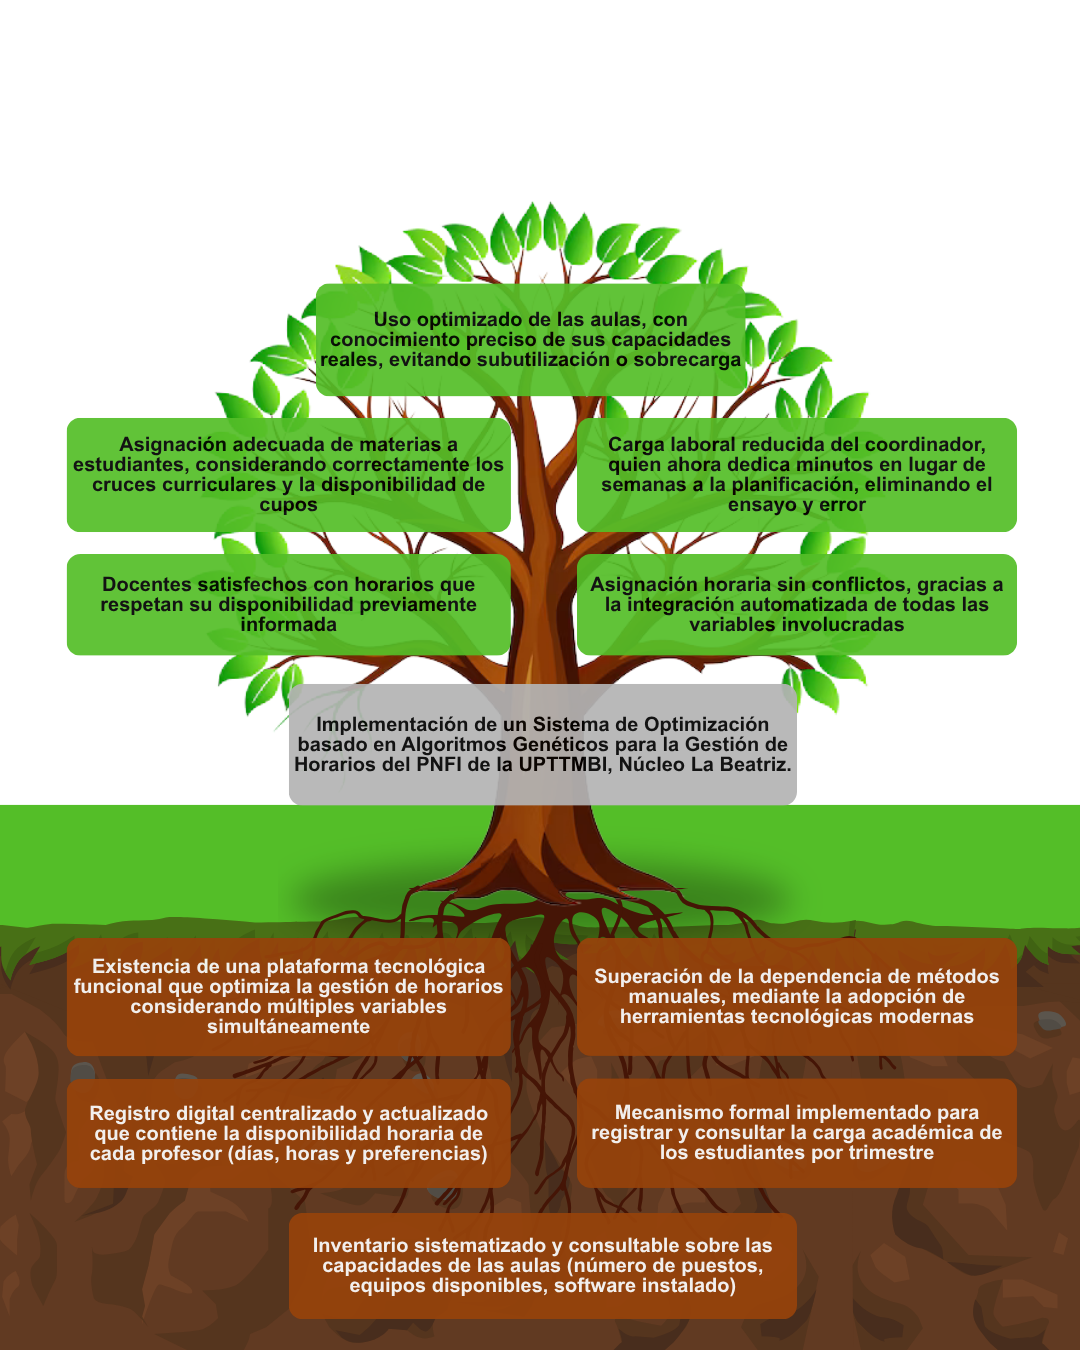 Uso optimizado de las aulas, con
conocimiento preciso de sus capacidades
reales, evitando subutilización o sobrecarga
Asignación adecuada de materias a
estudiantes, considerando correctamente los
cruces curriculares y la disponibilidad de
cupos
Carga laboral reducida del coordinador,
quien ahora dedica minutos en lugar de
semanas a la planificación, eliminando el
ensayo y error
Docentes satisfechos con horarios que
respetan su disponibilidad previamente
informada
Asignación horaria sin conflictos, gracias a
la integración automatizada de todas las
variables involucradas
Implementación de un Sistema de Optimización
basado en Algoritmos Genéticos para la Gestión de
Horarios del PNFI de la UPTTMBI, Núcleo La Beatriz.
Existencia de una plataforma tecnológica
funcional que optimiza la gestión de horarios
considerando múltiples variables
simultáneamente
Superación de la dependencia de métodos
manuales, mediante la adopción de
herramientas tecnológicas modernas
Registro digital centralizado y actualizado
que contiene la disponibilidad horaria de
cada profesor (días, horas y preferencias)
Mecanismo formal implementado para
registrar y consultar la carga académica de
los estudiantes por trimestre
Inventario sistematizado y consultable sobre las
capacidades de las aulas (número de puestos,
equipos disponibles, software instalado)